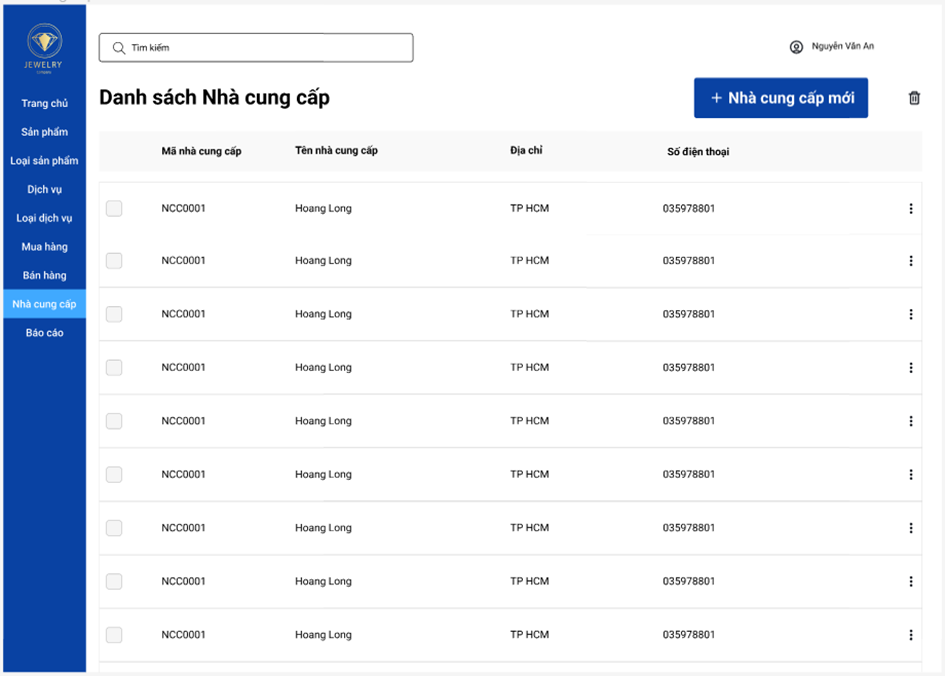 JEWELRY
Tìm kiếm
Nguyễn Văn An
Trang chủ
Sản phẩm
Loại sản phẩm
Dịch vụ
Loại dịch vụ
Mua hàng
Bán hàng
Nhà cung cấp
Báo cáo
Danh sách Nhà cung cấp
+ Nhà cung cấp mới
Mã nhà cung cấp Tên nhà cung cấp Địa chỉ Số điện thoại
NCC0001 Hoang Long TP HCM 035978801
NCC0001 Hoang Long TP HCM 035978801
NCC0001 Hoang Long TP HCM 035978801
NCC0001 Hoang Long TP HCM 035978801
NCC0001 Hoang Long TP HCM 035978801
NCC0001 Hoang Long TP HCM 035978801
NCC0001 Hoang Long TP HCM 035978801
NCC0001 Hoang Long TP HCM 035978801
NCC0001 Hoang Long TP HCM 035978801